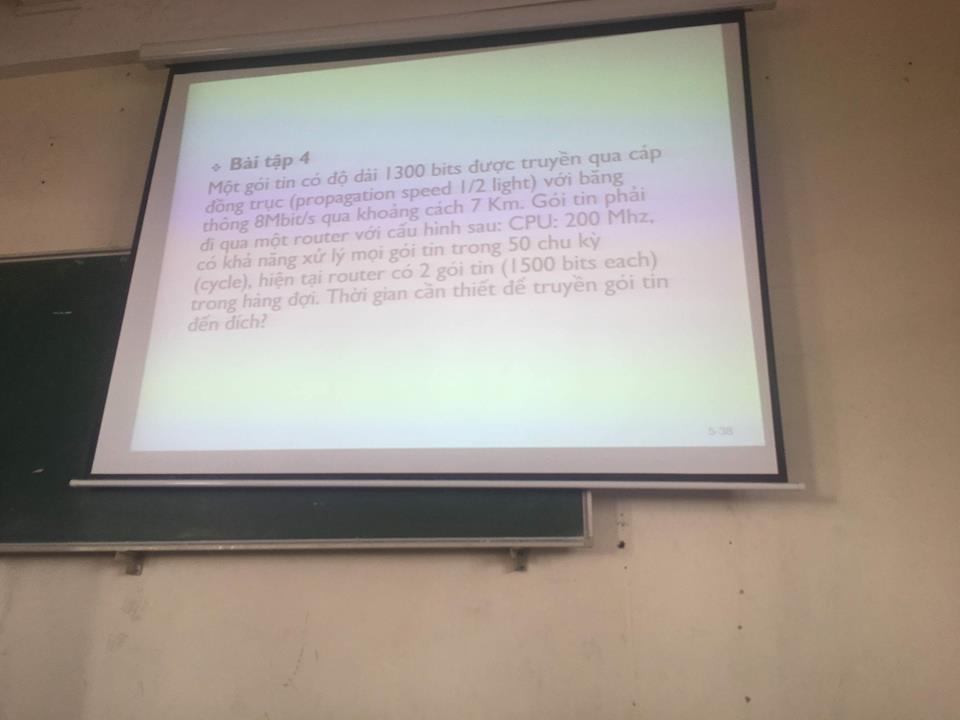 ❖ Bài tập 4
Một gói tin có độ dài 1300 bits được truyền qua cáp
đồng trục (propagation speed 1/2 light) với băng
thông 8Mbit/s qua khoảng cách 7 Km. Gói tin phải
đi qua một router với cấu hình sau: CPU: 200 Mhz,
có khả năng xử lý mọi gói tin trong 50 chu kỳ
(cycle), hiện tại router có 2 gói tin (1500 bits each)
trong hàng đợi. Thời gian cần thiết để truyền gói tin
đến đích?
5-38